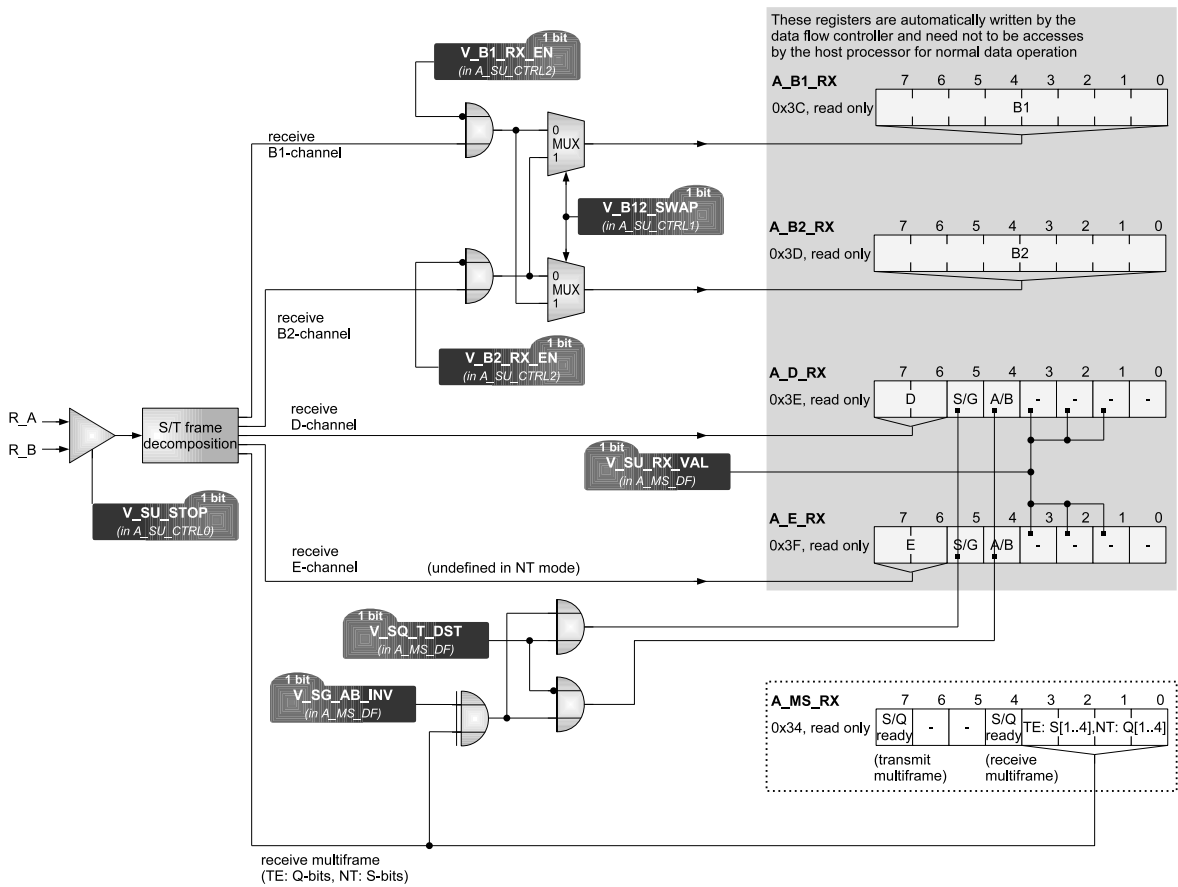 These registers are automatically written by the
data flow controller and need not to be accesses
by the host processor for normal data operation
1 bit
V_B1_RX_EN
(in A_SU_CTRL2)
A_B1_RX
7 6 5 4 3 2 1 0
0x3C, read only
B1
receive
B1-channel
0
MUX
1
1 bit
V_B12_SWAP
(in A_SU_CTRL1)
A_B2_RX
7 6 5 4 3 2 1 0
0x3D, read only
B2
0
MUX
1
receive
B2-channel
1 bit
V_B2_RX_EN
(in A_SU_CTRL2)
A_D_RX
7 6 5 4 3 2 1 0
0x3E, read only
D S/G A/B - - - -
R_A
R_B
S/T frame
decomposition
receive
D-channel
1 bit
V_SU_RX_VAL
(in A_MS_DF)
1 bit
V_SU_STOP
(in A_SU_CTRL0)
A_E_RX
7 6 5 4 3 2 1 0
0x3F, read only
E S/G A/B - - - -
receive
E-channel
(undefined in NT mode)
1 bit
V_SQ_T_DST
(in A_MS_DF)
1 bit
V_SG_AB_INV
(in A_MS_DF)
A_MS_RX
7 6 5 4 3 2 1 0
0x34, read only
S/Q
ready
- -
S/Q
ready
TE: S[1..4],NT: Q[1..4]
(transmit
multiframe)
(receive
multiframe)
receive multiframe
(TE: Q-bits, NT: S-bits)